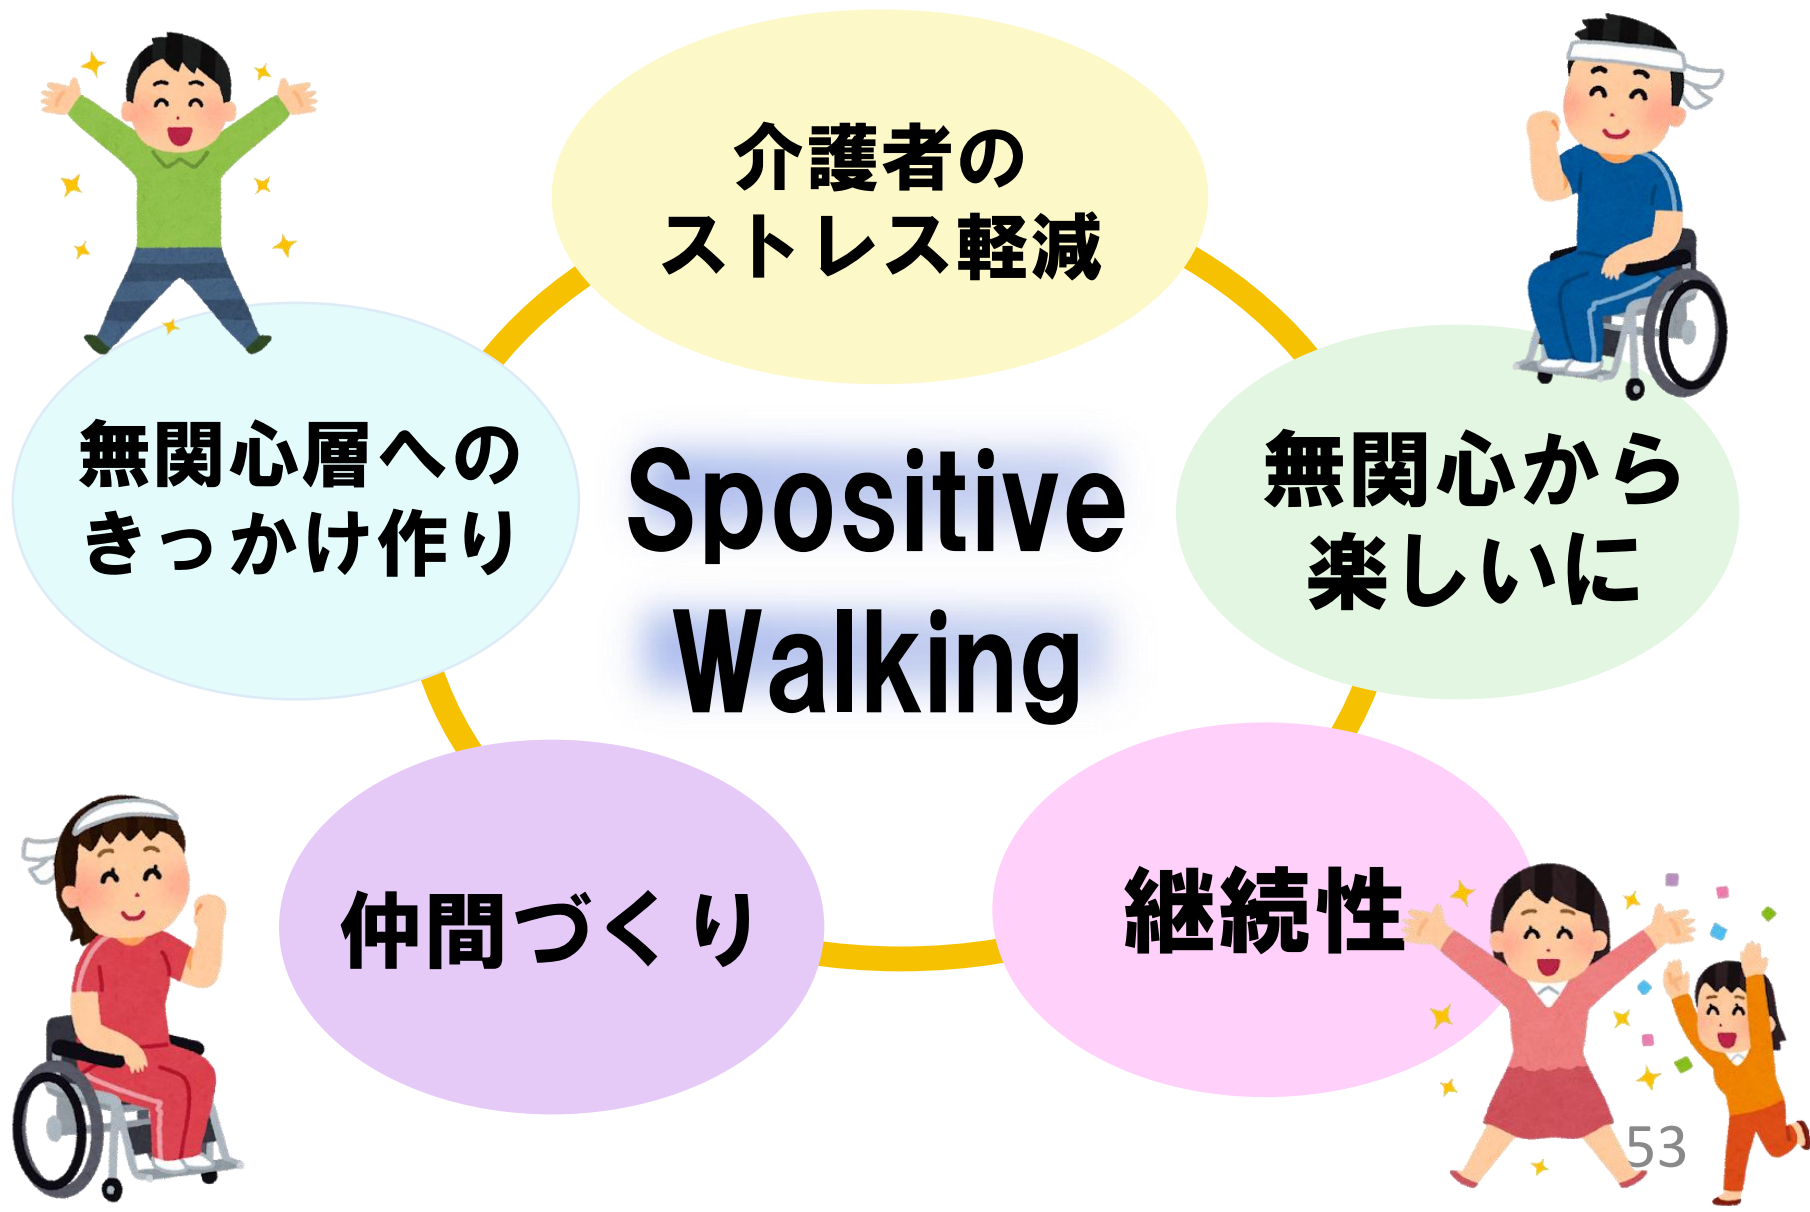 介護者の
ストレス軽減
無関心層への
きっかけ作り
Spositive
Walking
無関心から
楽しいに
仲間づくり
継続性
53